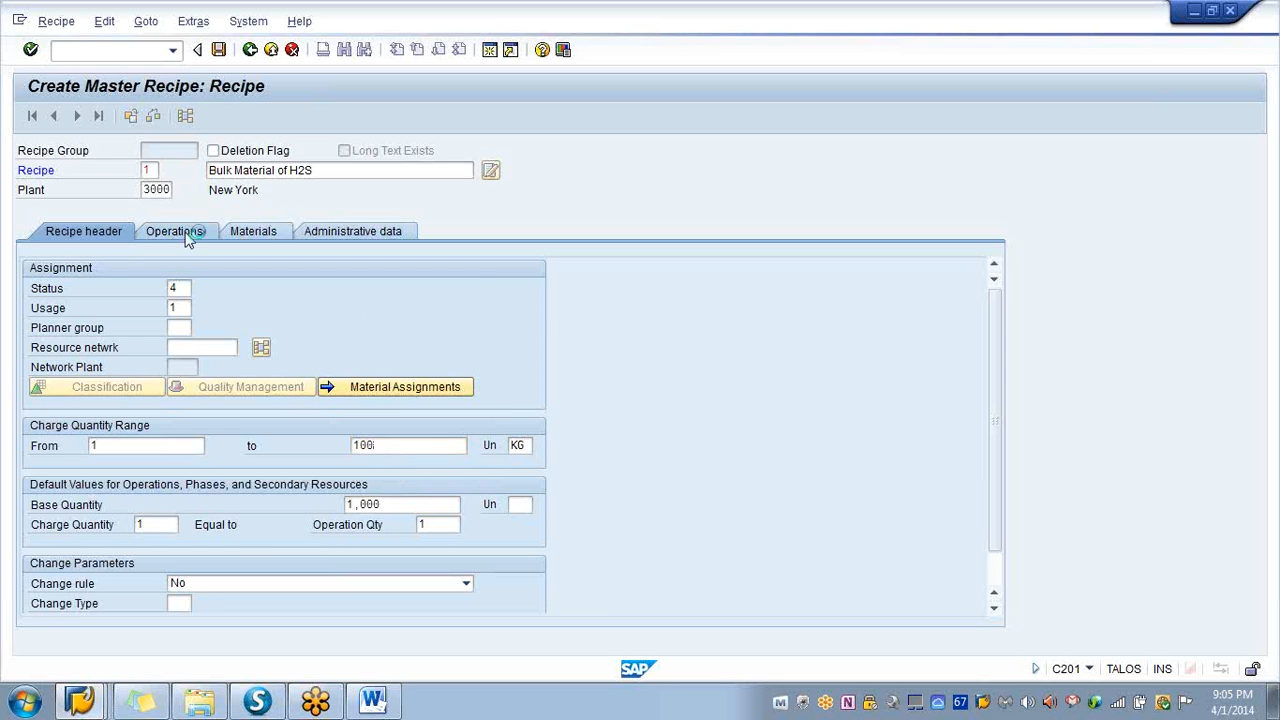 Recipe Edit Goto Extras System Help
Create Master Recipe: Recipe
Recipe Group Deletion Flag Long Text Exists
Recipe 1 Bulk Material of H2S
Plant 3000 New York
Recipe header Operations Materials Administrative data
Assignment
Status 4
Usage 1
Planner group
Resource netwrk
Network Plant
Classification Quality Management Material Assignments
Charge Quantity Range
From 1 to 100 Un KG
Default Values for Operations, Phases, and Secondary Resources
Base Quantity 1,000 Un
Charge Quantity 1 Equal to Operation Qty 1
Change Parameters
Change rule No
Change Type
SAP C201 TALOS INS
67 9:05 PM
4/1/2014